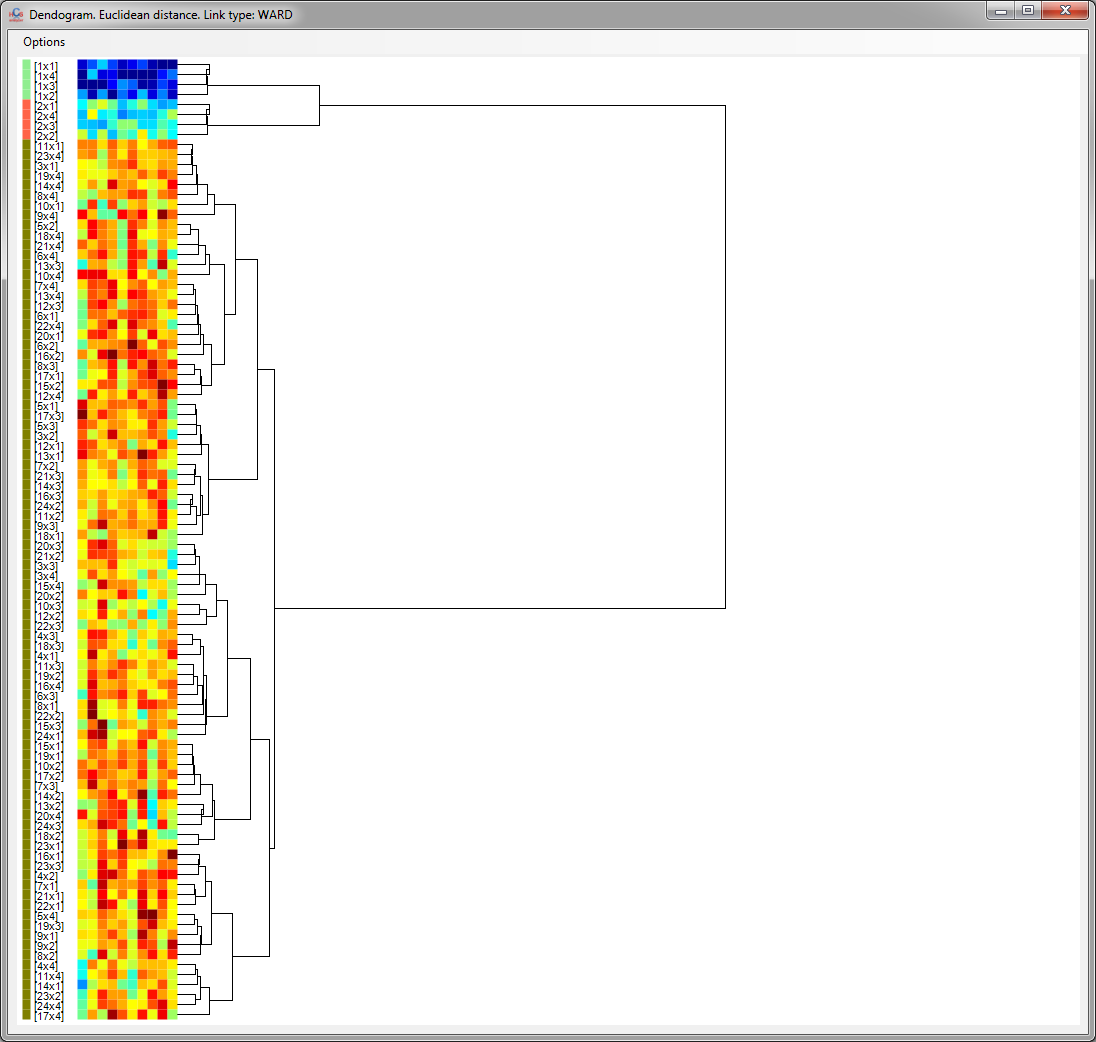 Dendogram. Euclidean distance. Link type: WARD
Options
[1x1]
[1x4]
[1x3]
[1x2]
[2x1]
[2x4]
[2x3]
[2x2]
[11x1]
[23x4]
[3x1]
[19x4]
[14x4]
[8x4]
[10x1]
[9x4]
[5x2]
[18x4]
[21x4]
[6x4]
[13x3]
[10x4]
[7x4]
[13x4]
[12x3]
[6x1]
[22x4]
[20x1]
[6x2]
[16x2]
[8x3]
[17x1]
[15x2]
[12x4]
[5x1]
[17x3]
[5x3]
[3x2]
[12x1]
[13x1]
[7x2]
[21x3]
[14x3]
[16x3]
[24x2]
[11x2]
[9x3]
[18x1]
[20x3]
[21x2]
[3x3]
[3x4]
[15x4]
[20x2]
[10x3]
[12x2]
[22x3]
[4x3]
[18x3]
[4x1]
[11x3]
[19x2]
[16x4]
[6x3]
[8x1]
[22x2]
[15x3]
[24x1]
[15x1]
[19x1]
[10x2]
[17x2]
[7x3]
[14x2]
[13x2]
[20x4]
[24x3]
[18x2]
[23x1]
[16x1]
[23x3]
[4x2]
[7x1]
[21x1]
[22x1]
[5x4]
[19x3]
[9x1]
[9x2]
[8x2]
[4x4]
[11x4]
[14x1]
[23x2]
[24x4]
[17x4]